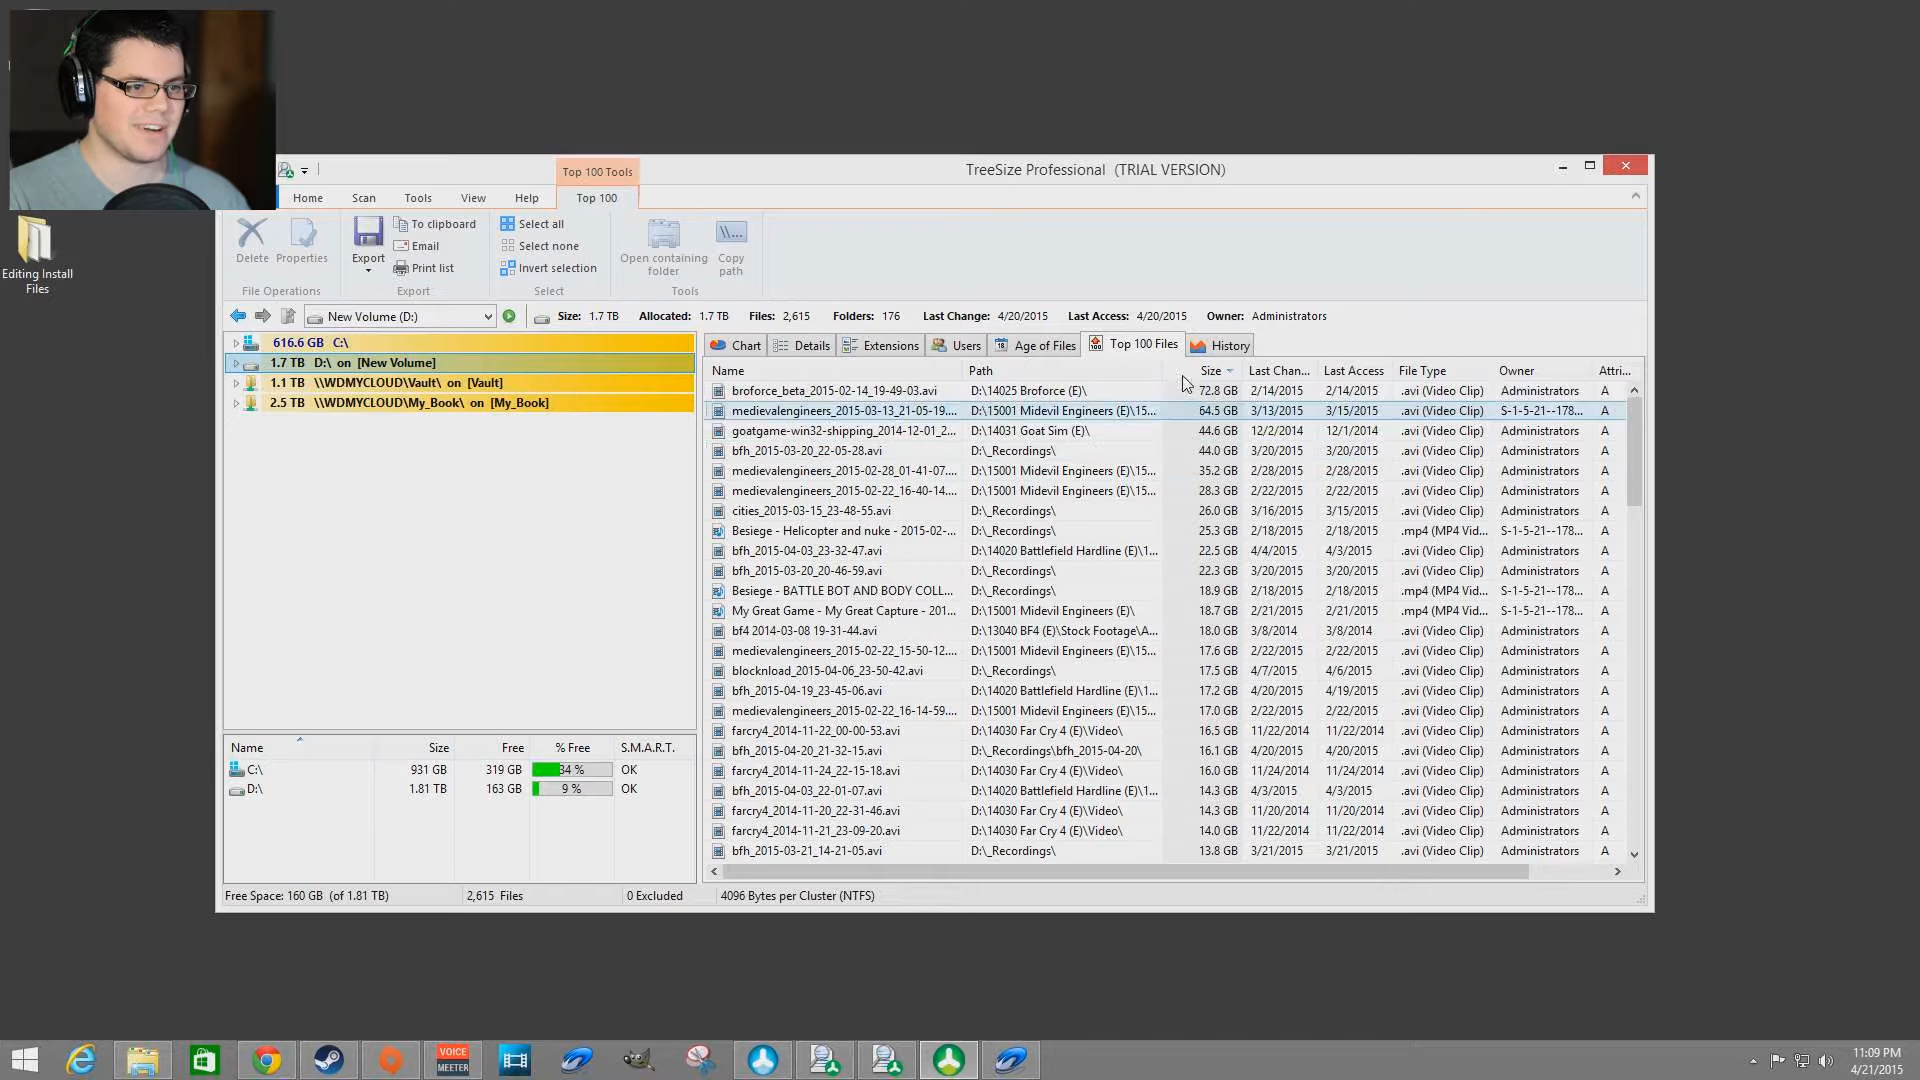 Editing Install
Files
Top 100 Tools
TreeSize Professional (TRIAL VERSION)
Home Scan Tools View Help Top 100
Delete Properties Export To clipboard Email Print list Select all Select none Invert selection Open containing folder Copy path
File Operations Export Select Tools
New Volume (D:) Size: 1.7 TB Allocated: 1.7 TB Files: 2,615 Folders: 176 Last Change: 4/20/2015 Last Access: 4/20/2015 Owner: Administrators
616.6 GB C:\
1.7 TB D:\ on [New Volume]
1.1 TB \\WDMYCLOUD\Vault\ on [Vault]
2.5 TB \\WDMYCLOUD\My_Book\ on [My_Book]
Chart Details Extensions Users Age of Files Top 100 Files History
Name Path Size Last Chan... Last Access File Type Owner Attri...
broforce_beta_2015-02-14_19-49-03.avi D:\14025 Broforce (E)\ 72.8 GB 2/14/2015 2/14/2015 .avi (Video Clip) Administrators A
medievalengineers_2015-03-13_21-05-19.... D:\15001 Midevil Engineers (E)\15... 64.5 GB 3/13/2015 3/15/2015 .avi (Video Clip) S-1-5-21--178... A
goatgame-win32-shipping_2014-12-01_2... D:\14031 Goat Sim (E)\ 44.6 GB 12/2/2014 12/1/2014 .avi (Video Clip) Administrators A
bfh_2015-03-20_22-05-28.avi D:\_Recordings\ 44.0 GB 3/20/2015 3/20/2015 .avi (Video Clip) Administrators A
medievalengineers_2015-02-28_01-41-07.... D:\15001 Midevil Engineers (E)\15... 35.2 GB 2/28/2015 2/28/2015 .avi (Video Clip) Administrators A
medievalengineers_2015-02-22_16-40-14.... D:\15001 Midevil Engineers (E)\15... 28.3 GB 2/22/2015 2/22/2015 .avi (Video Clip) Administrators A
cities_2015-03-15_23-48-55.avi D:\_Recordings\ 26.0 GB 3/16/2015 3/15/2015 .avi (Video Clip) Administrators A
Besiege - Helicopter and nuke - 2015-02-... D:\_Recordings\ 25.3 GB 2/18/2015 2/18/2015 .mp4 (MP4 Vid... S-1-5-21--178... A
bfh_2015-04-03_23-32-47.avi D:\14020 Battlefield Hardline (E)\1... 22.5 GB 4/4/2015 4/3/2015 .avi (Video Clip) Administrators A
bfh_2015-03-20_20-46-59.avi D:\_Recordings\ 22.3 GB 3/20/2015 3/20/2015 .avi (Video Clip) Administrators A
Besiege - BATTLE BOT AND BODY COLL... D:\_Recordings\ 18.9 GB 2/18/2015 2/18/2015 .mp4 (MP4 Vid... S-1-5-21--178... A
My Great Game - My Great Capture - 201... D:\15001 Midevil Engineers (E)\ 18.7 GB 2/21/2015 2/21/2015 .mp4 (MP4 Vid... S-1-5-21--178... A
bf4 2014-03-08 19-31-44.avi D:\13040 BF4 (E)\Stock Footage\A... 18.0 GB 3/8/2014 3/8/2014 .avi (Video Clip) Administrators A
medievalengineers_2015-02-22_15-50-12.... D:\15001 Midevil Engineers (E)\15... 17.6 GB 2/22/2015 2/22/2015 .avi (Video Clip) Administrators A
blocknload_2015-04-06_23-50-42.avi D:\_Recordings\ 17.5 GB 4/7/2015 4/6/2015 .avi (Video Clip) Administrators A
bfh_2015-04-19_23-45-06.avi D:\14020 Battlefield Hardline (E)\1... 17.2 GB 4/20/2015 4/19/2015 .avi (Video Clip) Administrators A
medievalengineers_2015-02-22_16-14-59.... D:\15001 Midevil Engineers (E)\15... 17.0 GB 2/22/2015 2/22/2015 .avi (Video Clip) Administrators A
farcry4_2014-11-22_00-00-53.avi D:\14030 Far Cry 4 (E)\Video\ 16.5 GB 11/22/2014 11/22/2014 .avi (Video Clip) Administrators A
bfh_2015-04-20_21-32-15.avi D:\_Recordings\bfh_2015-04-20\ 16.1 GB 4/20/2015 4/20/2015 .avi (Video Clip) Administrators A
farcry4_2014-11-24_22-15-18.avi D:\14030 Far Cry 4 (E)\Video\ 16.0 GB 11/24/2014 11/24/2014 .avi (Video Clip) Administrators A
bfh_2015-04-03_22-01-07.avi D:\14020 Battlefield Hardline (E)\1... 14.3 GB 4/3/2015 4/3/2015 .avi (Video Clip) Administrators A
farcry4_2014-11-20_22-31-46.avi D:\14030 Far Cry 4 (E)\Video\ 14.3 GB 11/20/2014 11/20/2014 .avi (Video Clip) Administrators A
farcry4_2014-11-21_23-09-20.avi D:\14030 Far Cry 4 (E)\Video\ 14.0 GB 11/22/2014 11/22/2014 .avi (Video Clip) Administrators A
bfh_2015-03-21_14-21-05.avi D:\_Recordings\ 13.8 GB 3/21/2015 3/21/2015 .avi (Video Clip) Administrators A
Name Size Free % Free S.M.A.R.T.
C:\ 931 GB 319 GB 34 % OK
D:\ 1.81 TB 163 GB 9 % OK
Free Space: 160 GB (of 1.81 TB) 2,615 Files 0 Excluded 4096 Bytes per Cluster (NTFS)
VOICE
MEETER
11:09 PM
4/21/2015